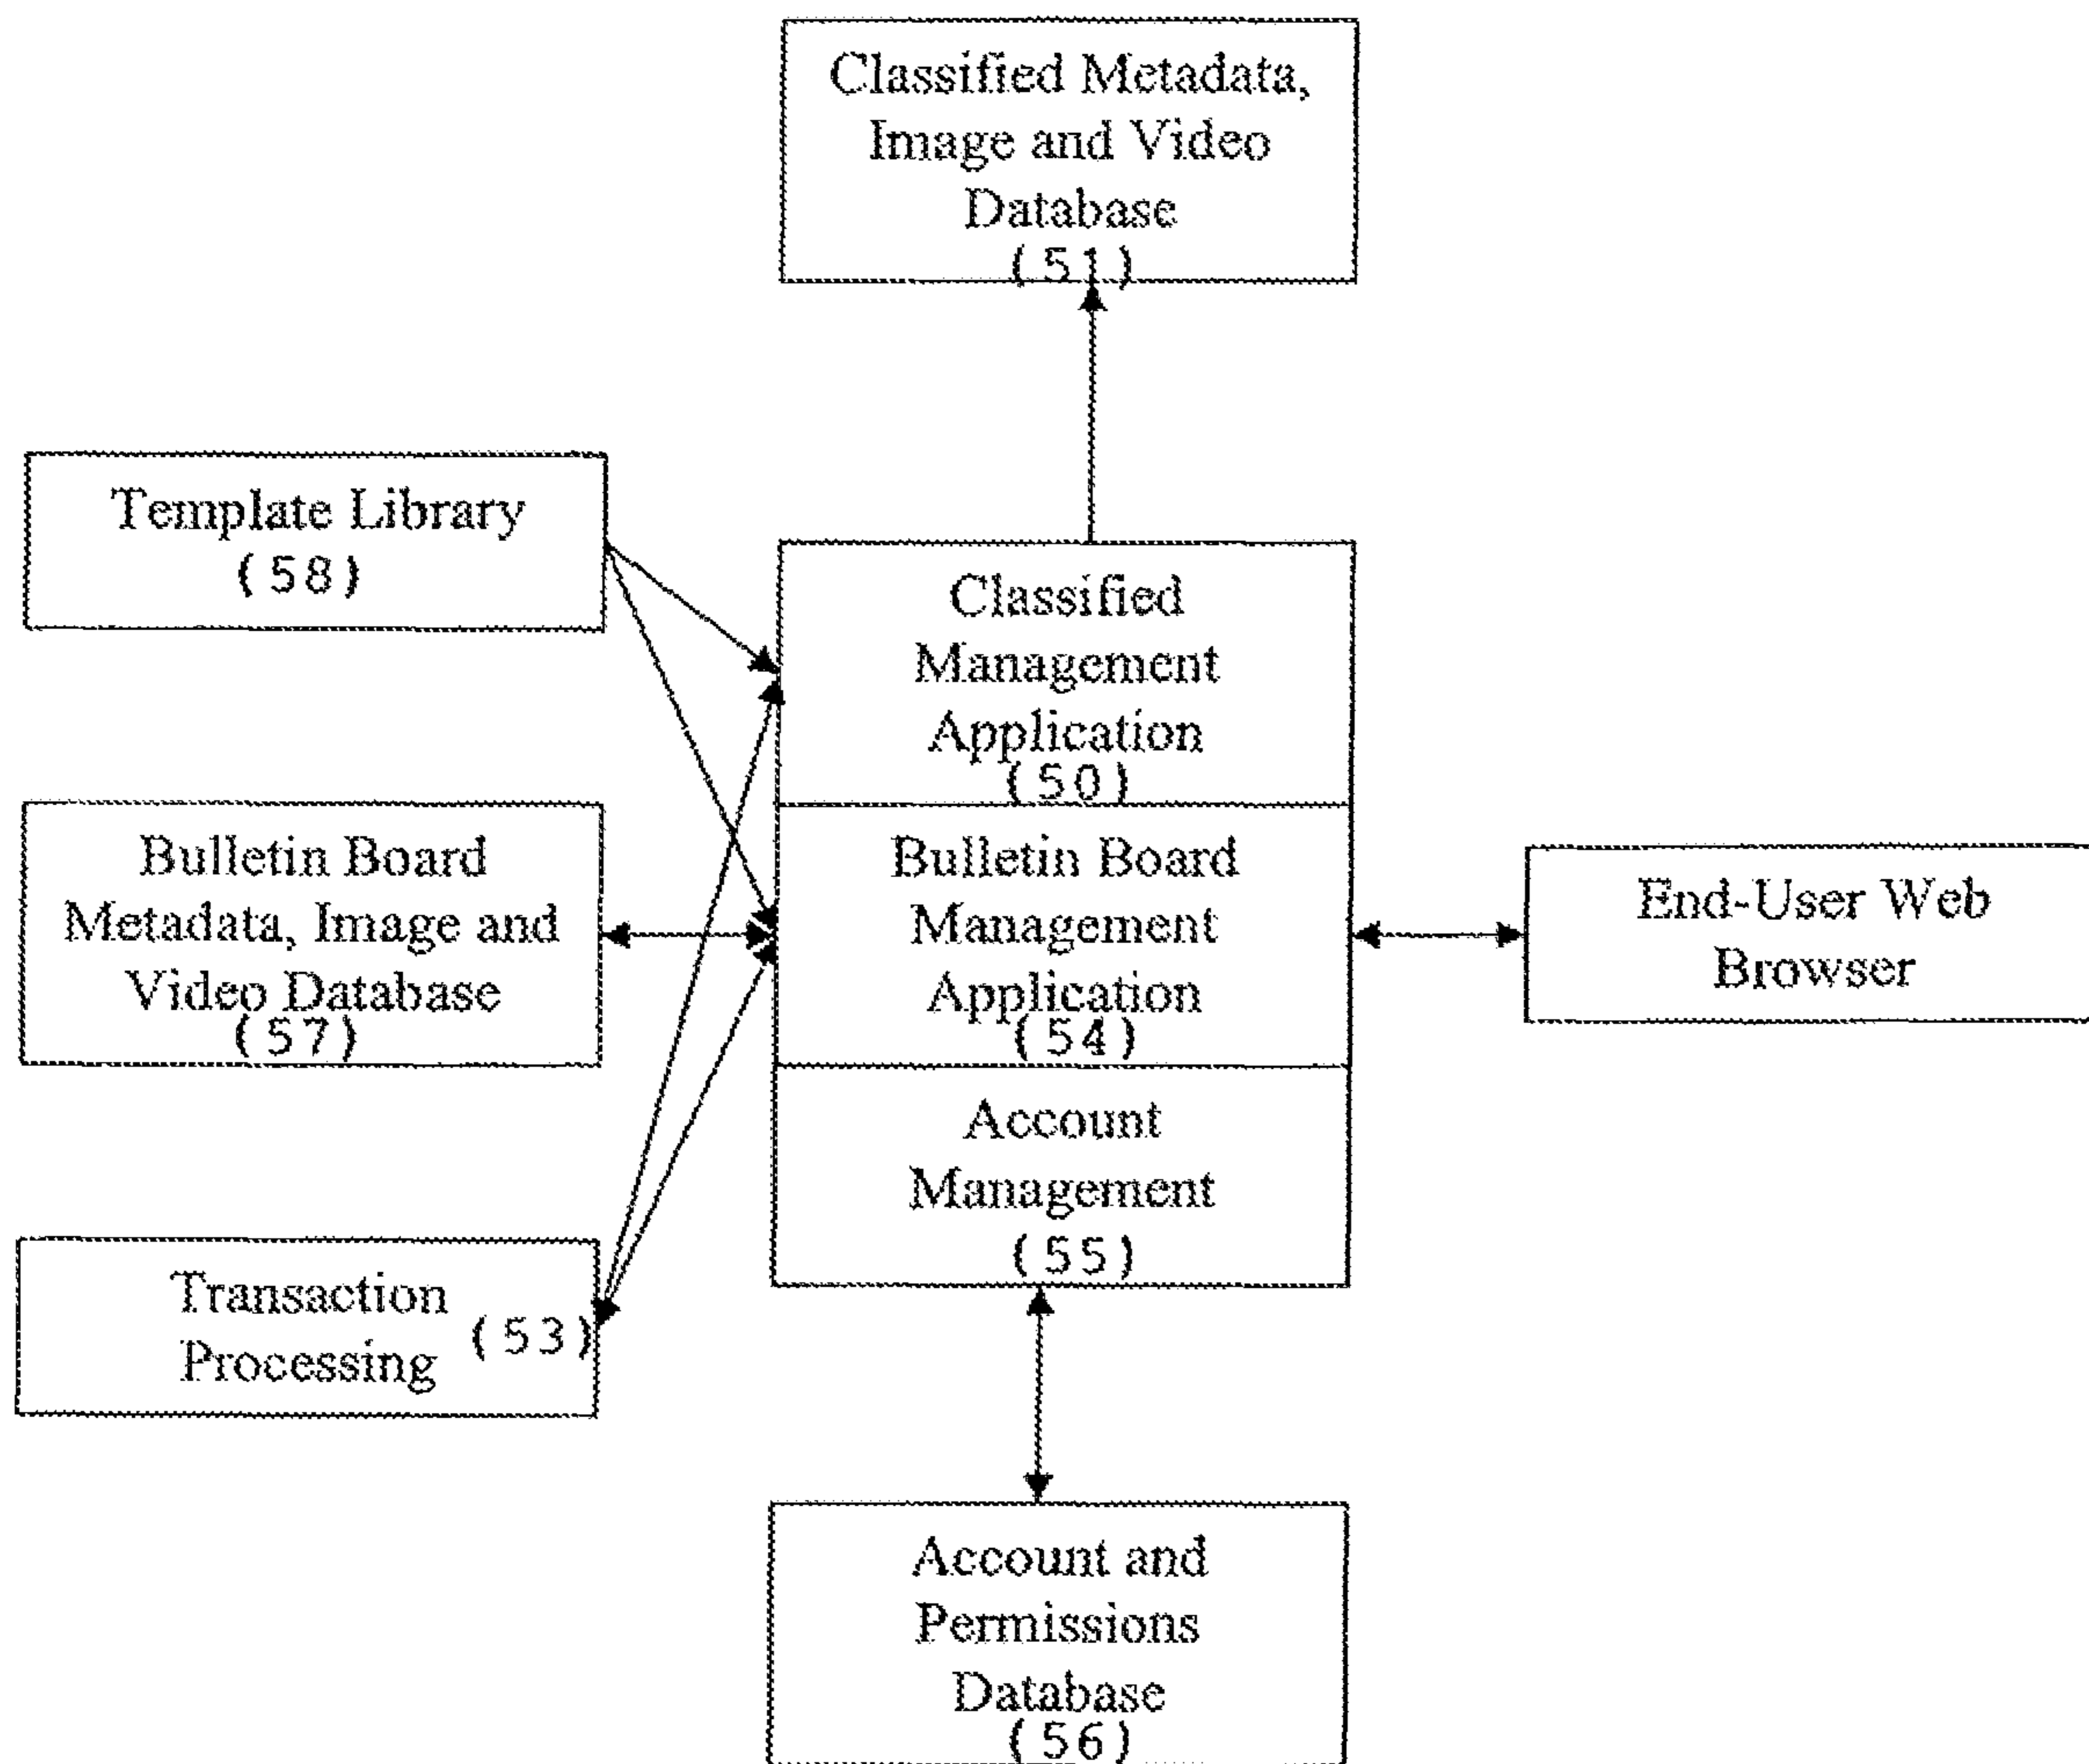 Classified Metadata,
Image and Video
Database
(51)
Template Library
(58)
Classified
Management
Application
(50)
Bulletin Board
Metadata, Image and
Video Database
(57)
Bulletin Board
Management
Application
(54)
End-User Web
Browser
Account
Management
(55)
Transaction
Processing (53)
Account and
Permissions
Database
(56)